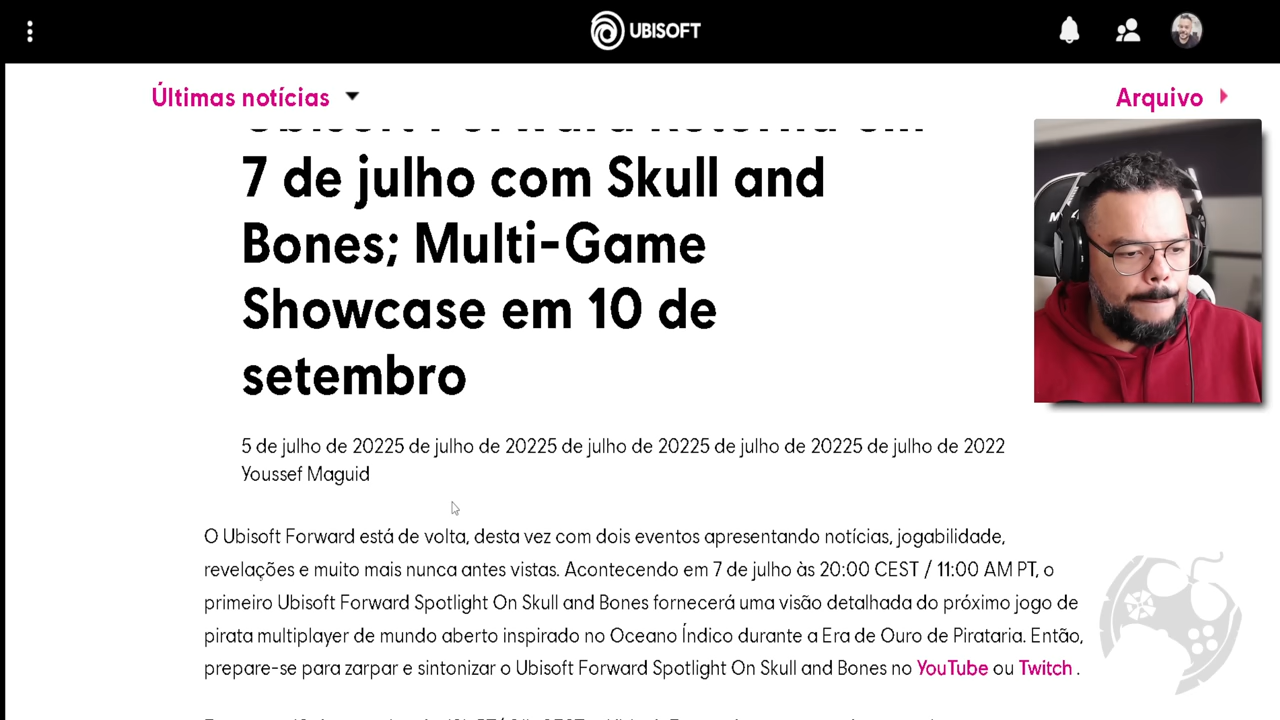 UBISOFT
Últimas notícias
Arquivo
Ubisoft Forward Retorna em
7 de julho com Skull and
Bones; Multi-Game
Showcase em 10 de
setembro
5 de julho de 20225 de julho de 20225 de julho de 20225 de julho de 20225 de julho de 2022
Youssef Maguid
O Ubisoft Forward está de volta, desta vez com dois eventos apresentando notícias, jogabilidade,
revelações e muito mais nunca antes vistas. Acontecendo em 7 de julho às 20:00 CEST / 11:00 AM PT, o
primeiro Ubisoft Forward Spotlight On Skull and Bones fornecerá uma visão detalhada do próximo jogo de
pirata multiplayer de mundo aberto inspirado no Oceano Índico durante a Era de Ouro de Pirataria. Então,
prepare-se para zarpar e sintonizar o Ubisoft Forward Spotlight On Skull and Bones no YouTube ou Twitch .